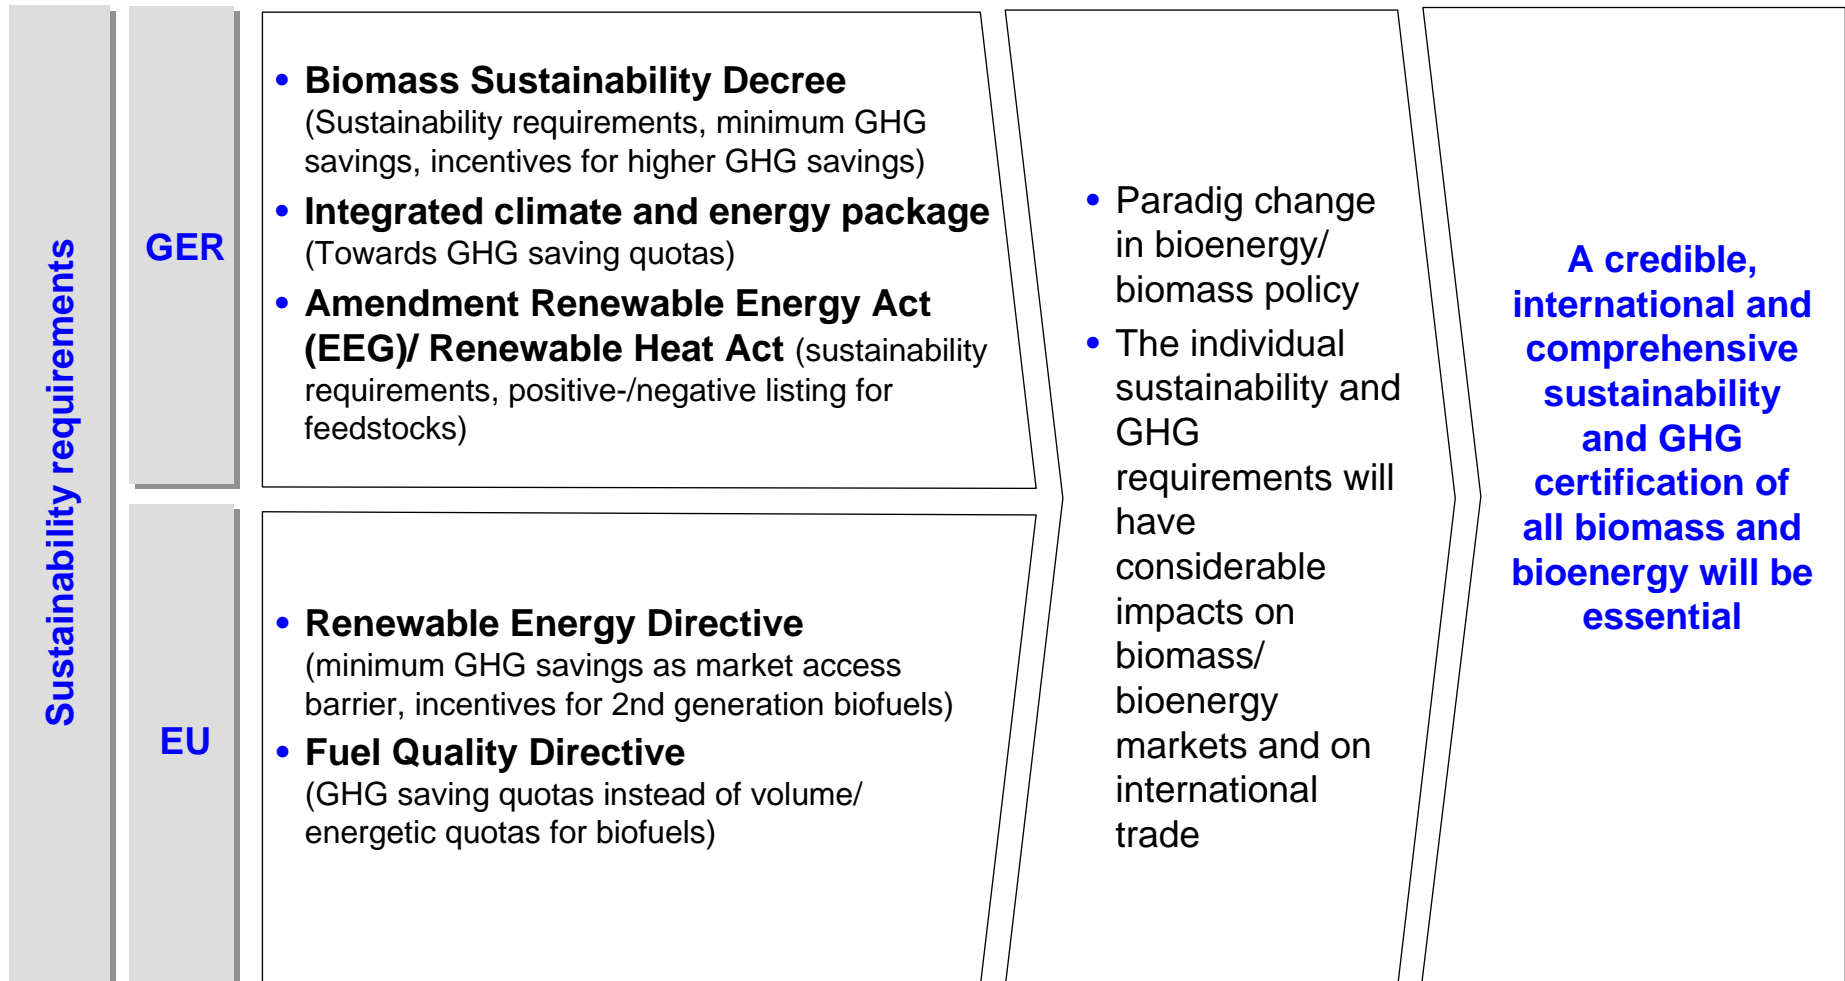 Sustainability requirements
GER
• Biomass Sustainability Decree
(Sustainability requirements, minimum GHG
savings, incentives for higher GHG savings)
• Integrated climate and energy package
(Towards GHG saving quotas)
• Amendment Renewable Energy Act
(EEG)/ Renewable Heat Act (sustainability
requirements, positive-/negative listing for
feedstocks)
EU
• Renewable Energy Directive
(minimum GHG savings as market access
barrier, incentives for 2nd generation biofuels)
• Fuel Quality Directive
(GHG saving quotas instead of volume/
energetic quotas for biofuels)
• Paradig change
in bioenergy/
biomass policy
• The individual
sustainability and
GHG
requirements will
have
considerable
impacts on
biomass/
bioenergy
markets and on
international
trade
A credible,
international and
comprehensive
sustainability
and GHG
certification of
all biomass and
bioenergy will be
essential